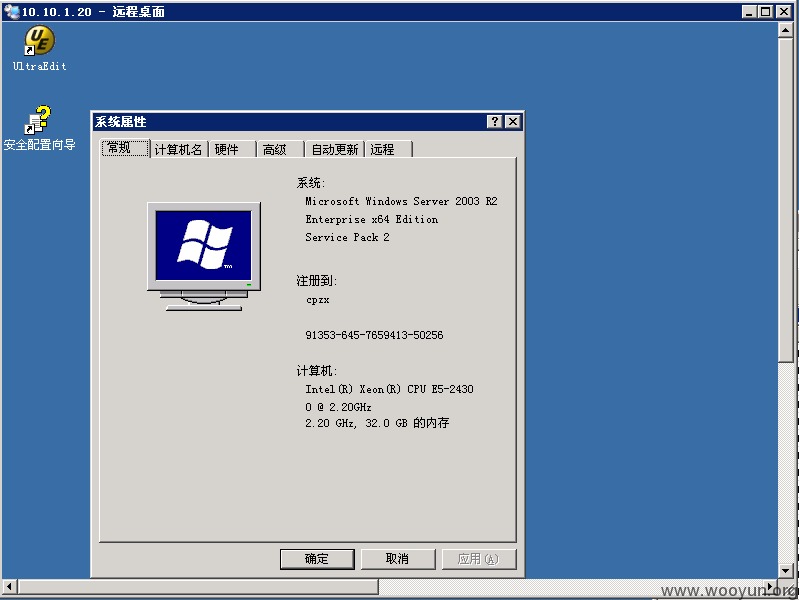 10.10.1.20 - 远程桌面
UltraEdit
安全配置向导
系统属性
常规
计算机名
硬件
高级
自动更新
远程
系统:
Microsoft Windows Server 2003 R2
Enterprise x64 Edition
Service Pack 2
注册到:
cpzx
91353-645-7659413-50256
计算机:
Intel(R) Xeon(R) CPU E5-2430
0 @ 2.20GHz
2.20 GHz, 32.0 GB 的内存
确定
取消
应用(A)
www.wooyun.org